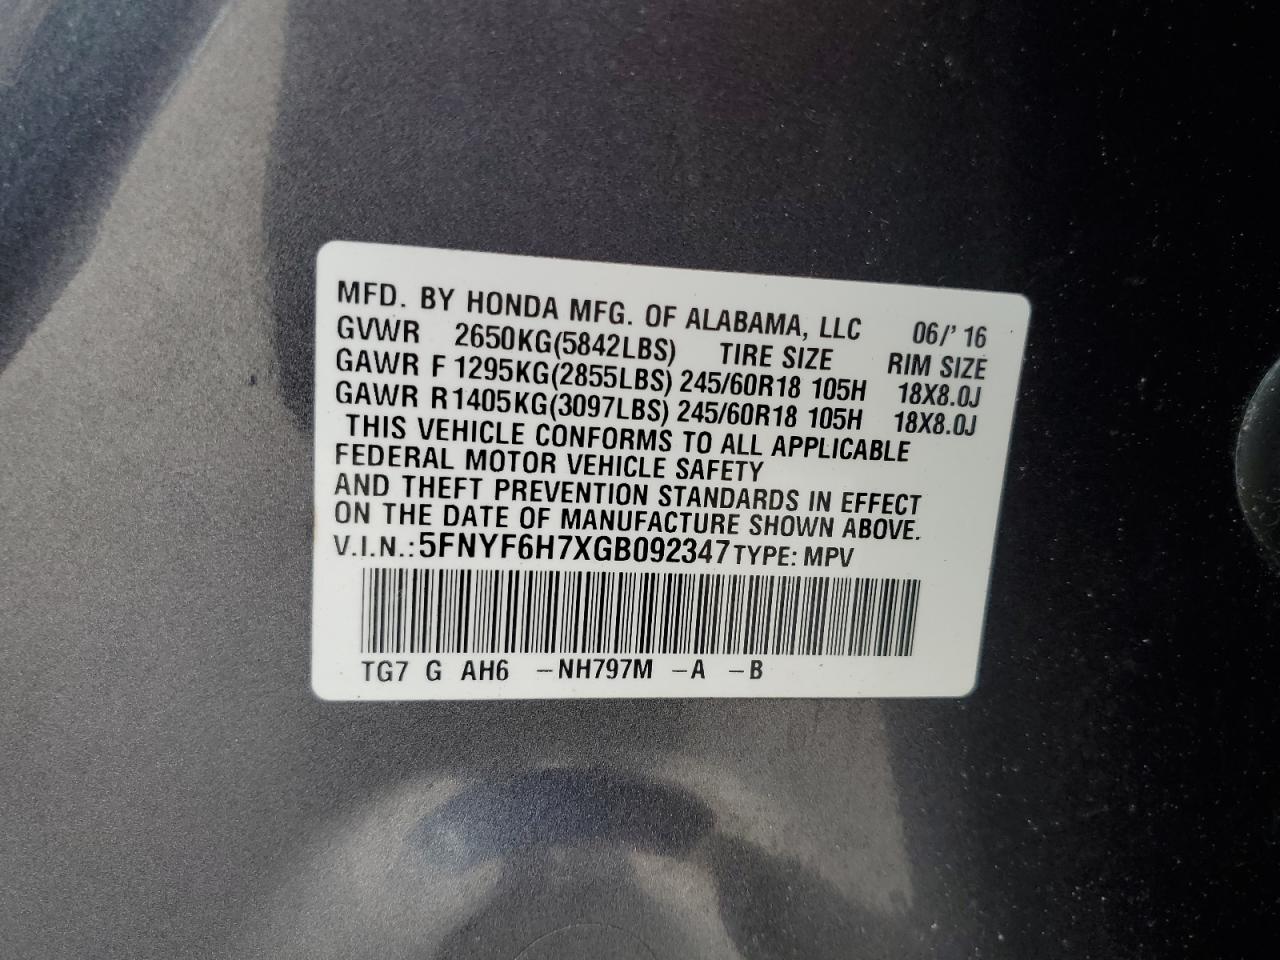 MFD. BY HONDA MFG. OF ALABAMA, LLC 06/' 16
GVWR 2650KG(5842LBS) TIRE SIZE RIM SIZE
GAWR F 1295KG(2855LBS) 245/60R18 105H 18X8.0J
GAWR R1405KG(3097LBS) 245/60R18 105H 18X8.0J
THIS VEHICLE CONFORMS TO ALL APPLICABLE
FEDERAL MOTOR VEHICLE SAFETY
AND THEFT PREVENTION STANDARDS IN EFFECT
ON THE DATE OF MANUFACTURE SHOWN ABOVE.
V.I.N.:5FNYF6H7XGB092347 TYPE: MPV
TG7 G AH6 -NH797M -A -B